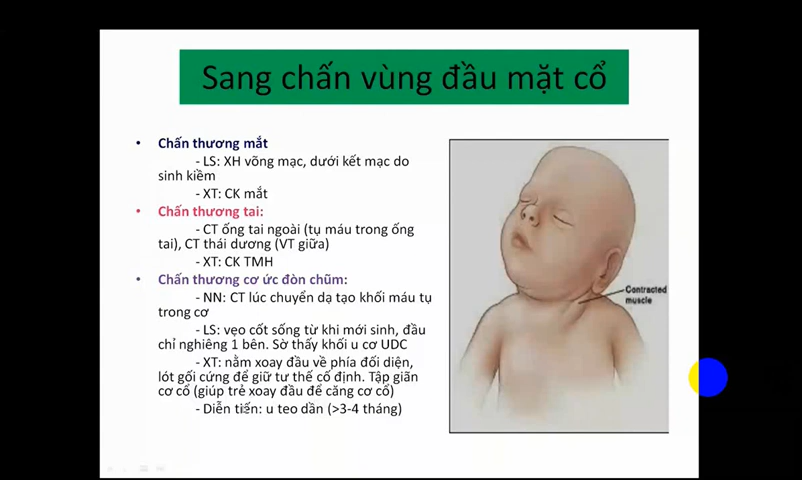 Sang chấn vùng đầu mặt cổ
• Chấn thương mắt
- LS: XH võng mạc, dưới kết mạc do
sinh kiềm
- XT: CK mắt
• Chấn thương tai:
- CT ống tai ngoài (tụ máu trong ống
tai), CT thái dương (VT giữa)
- XT: CK TMH
• Chấn thương cơ ức đòn chũm:
- NN: CT lúc chuyển dạ tạo khối máu tụ
trong cơ
- LS: vẹo cốt sống từ khi mới sinh, đầu
chỉ nghiêng 1 bên. Sờ thấy khối u cơ UDC
- XT: nằm xoay đầu về phía đối diện,
lót gối cứng để giữ tư thế cố định. Tập giãn
cơ cổ (giúp trẻ xoay đầu để căng cơ cổ)
- Diễn tiến: u teo dần (>3-4 tháng)
Contracted
muscle